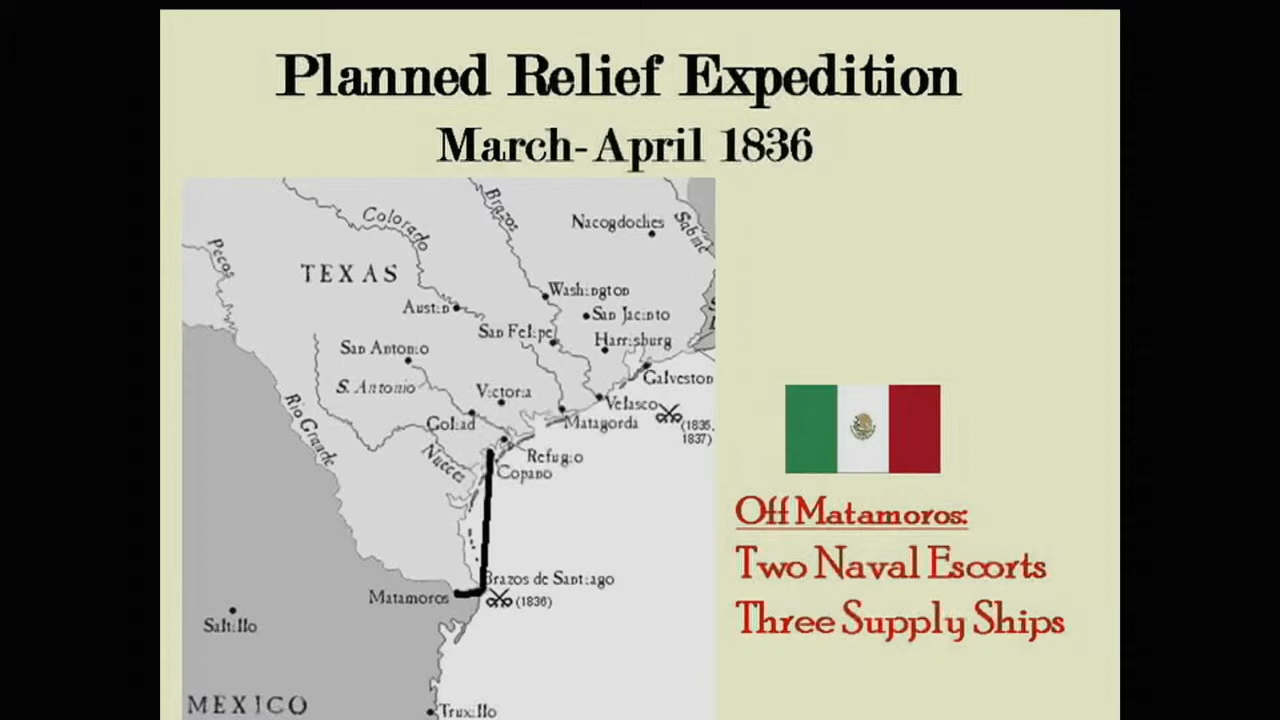 Planned Relief Expedition
March-April 1836
Brazos
Colorado
Nacogdoches
Sabine
Pecos
TEXAS
Washington
Austin
San Jacinto
San Felipe
Harrisburg
San Antonio
Galveston
S. Antonio
Victoria
Velasco
Rio Grande
Goliad
Matagorda
(1835,
1837)
Nueces
Refugio
Copano
Off Matamoros:
Two Naval Escorts
Brazos de Santiago
Matamoros
(1836)
Three Supply Ships
Saltillo
MEXICO
Truxillo